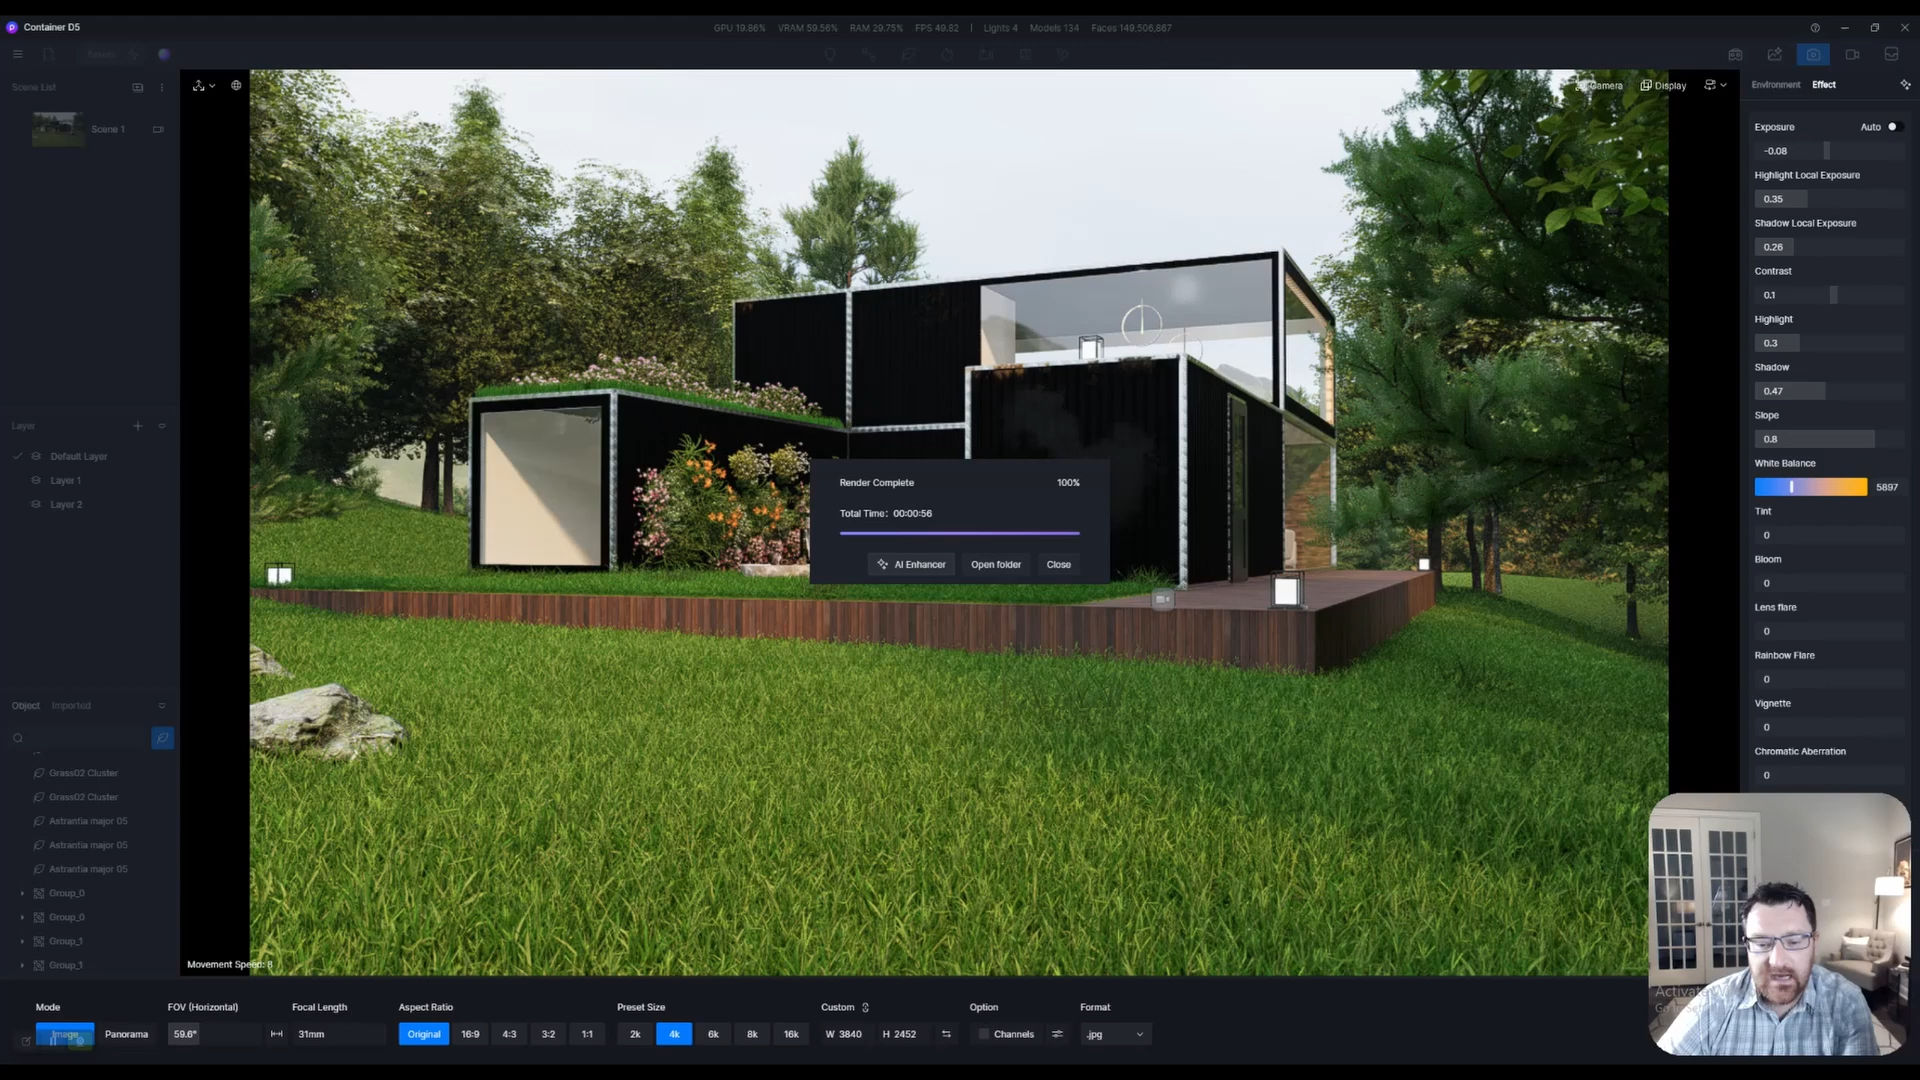 Container D5
GPU 19.86%
VRAM 59.56%
RAM 29.75%
FPS 49.82
Lights 4
Models 134
Faces 149,506,867
Scene List
Scene 1
Camera
Display
Environment
Effect
Exposure
Auto
-0.08
Highlight Local Exposure
0.35
Shadow Local Exposure
0.26
Contrast
0.1
Highlight
0.3
Shadow
0.47
Slope
0.8
White Balance
5897
Tint
0
Bloom
0
Lens flare
0
Rainbow Flare
0
Vignette
0
Chromatic Aberration
0
Layer
Default Layer
Layer 1
Layer 2
Render Complete
100%
Total Time: 00:00:56
AI Enhancer
Open folder
Close
Object
Imported
Grass02 Cluster
Grass02 Cluster
Astrantia major 05
Astrantia major 05
Astrantia major 05
Group_0
Group_0
Group_1
Group_1
Movement Speed: 8
Mode
Image
Panorama
FOV (Horizontal)
59.6°
Focal Length
31mm
Aspect Ratio
Original
16:9
4:3
3:2
1:1
Preset Size
2k
4k
6k
8k
16k
Custom
W 3840
H 2452
Option
Channels
Format
.jpg